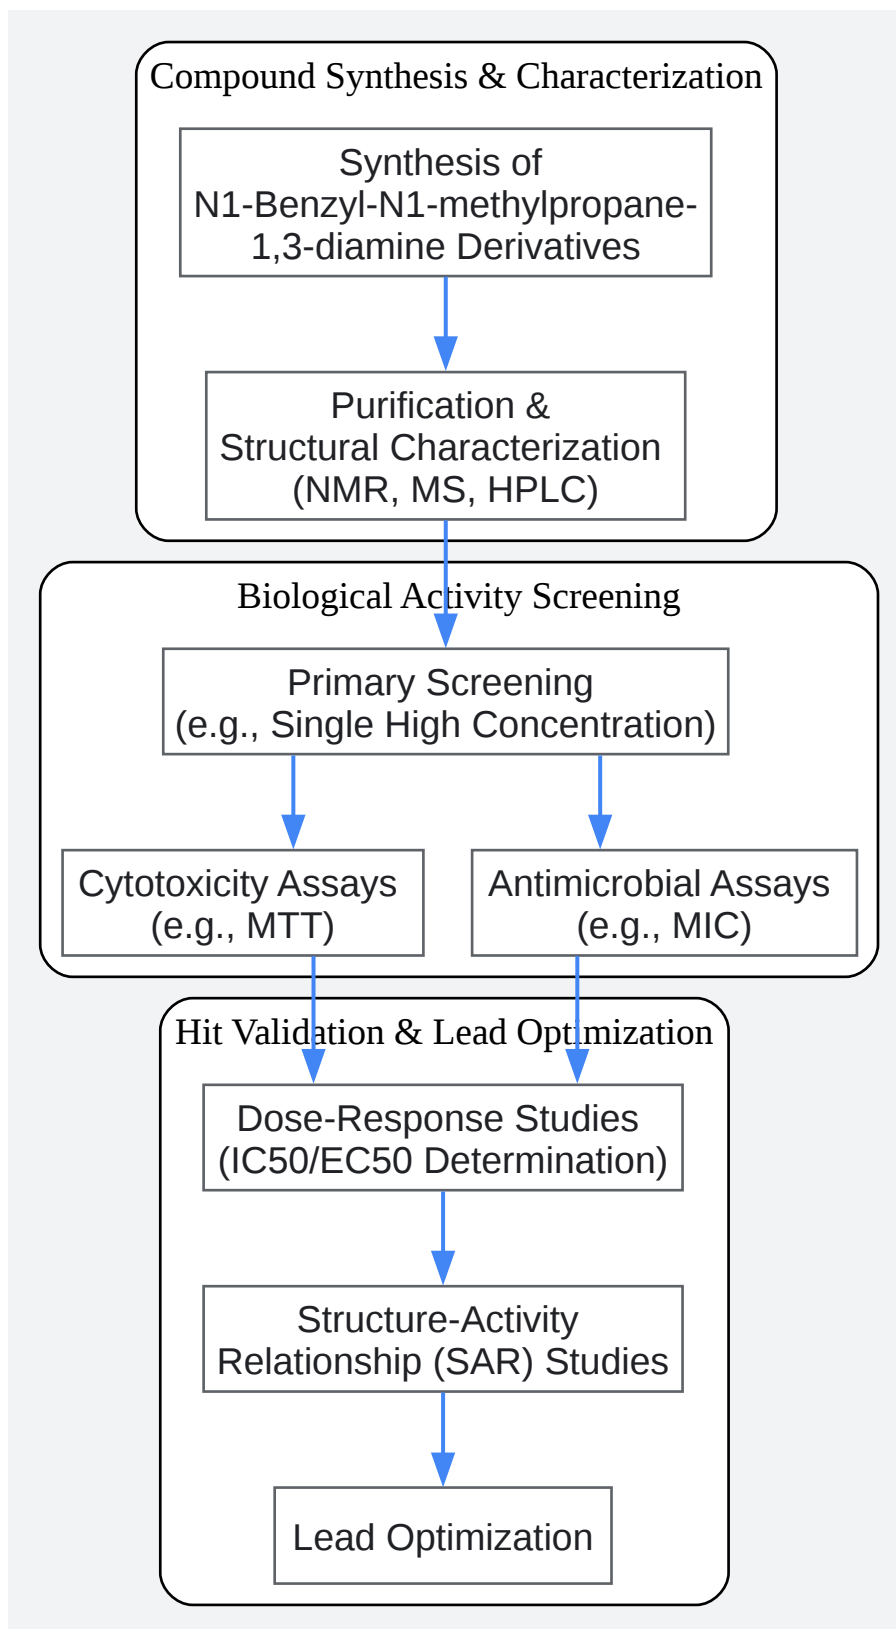 Compound Synthesis & Characterization
Synthesis of
N1-Benzyl-N1-methylpropane-
1,3-diamine Derivatives
Purification &
Structural Characterization
(NMR, MS, HPLC)
Biological Activity Screening
Primary Screening
(e.g., Single High Concentration)
Cytotoxicity Assays
(e.g., MTT)
Antimicrobial Assays
(e.g., MIC)
Hit Validation & Lead Optimization
Dose-Response Studies
(IC50/EC50 Determination)
Structure-Activity
Relationship (SAR) Studies
Lead Optimization